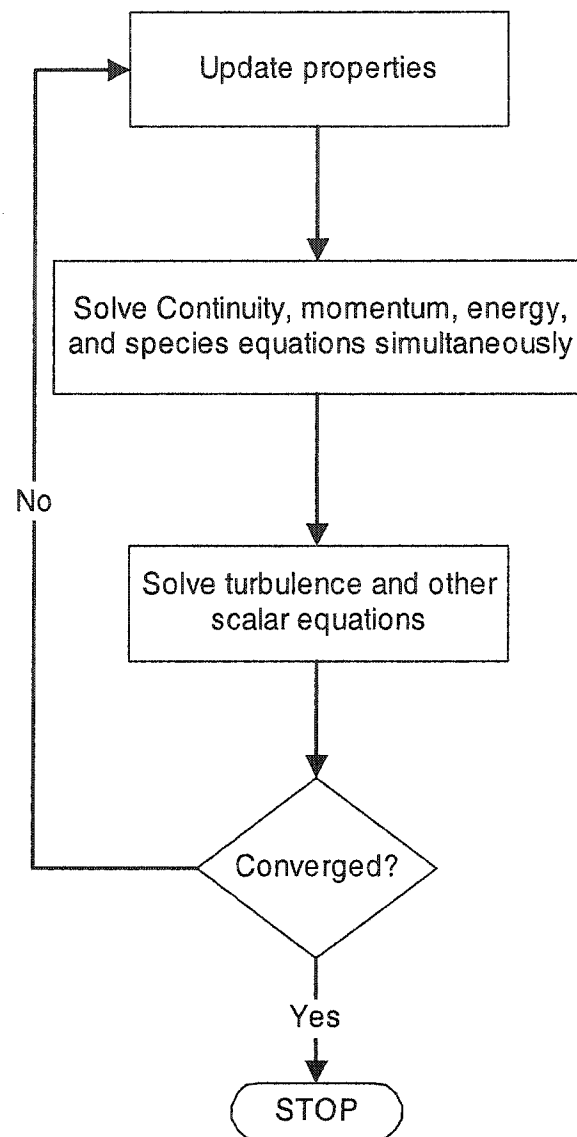 Update properties
Solve Continuity, momentum, energy,
and species equations simultaneously
No
Solve turbulence and other
scalar equations
Converged?
Yes
STOP